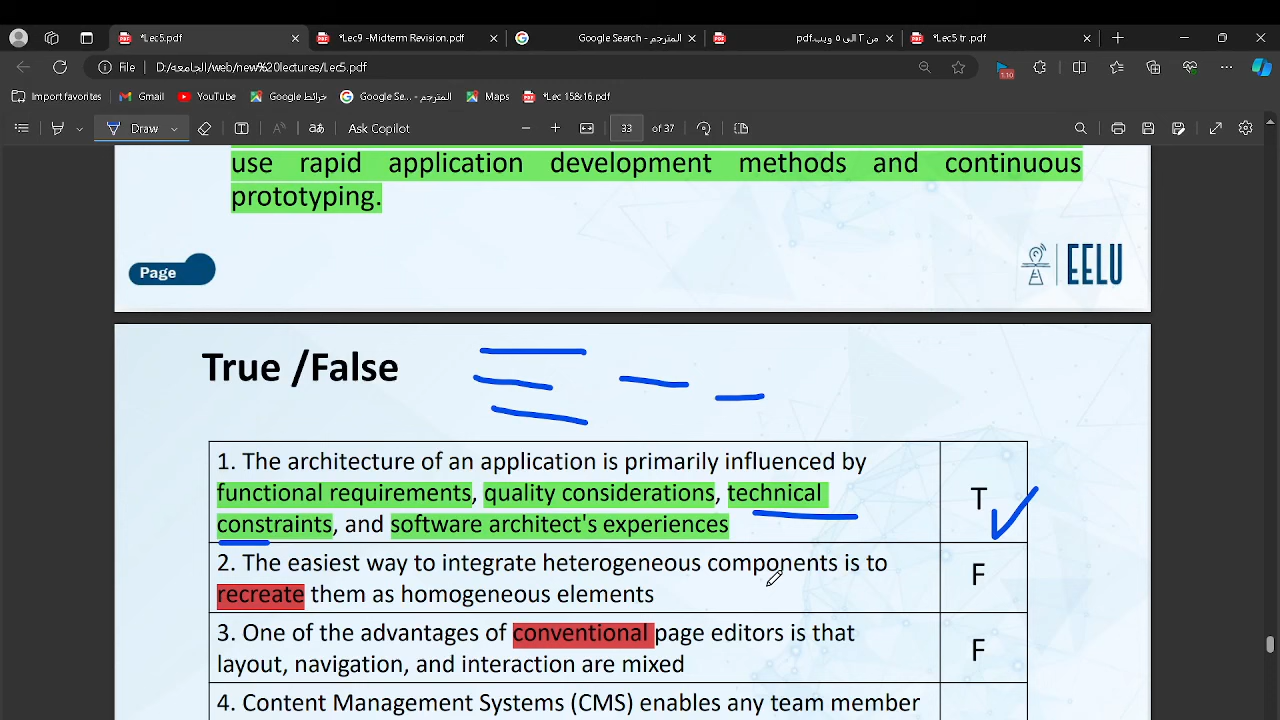 *Lec5.pdf
*Lec9 -Midterm Revision.pdf
Google Search - المترجم
من ٢ الى ٥ ويب.pdf
*Lec5 tr.pdf
File
D:/الجامعه/web/new%20lectures/Lec5.pdf
1.10
Import favorites
Gmail
YouTube
خرائط Google
المترجم - Google Se...
Maps
*Lec 15&16.pdf
Draw
Ask Copilot
33 of 37
use rapid application development methods and continuous
prototyping.
Page
EELU
True /False
1. The architecture of an application is primarily influenced by
functional requirements, quality considerations, technical
constraints, and software architect's experiences
T
2. The easiest way to integrate heterogeneous components is to
recreate them as homogeneous elements
F
3. One of the advantages of conventional page editors is that
layout, navigation, and interaction are mixed
F
4. Content Management Systems (CMS) enables any team member